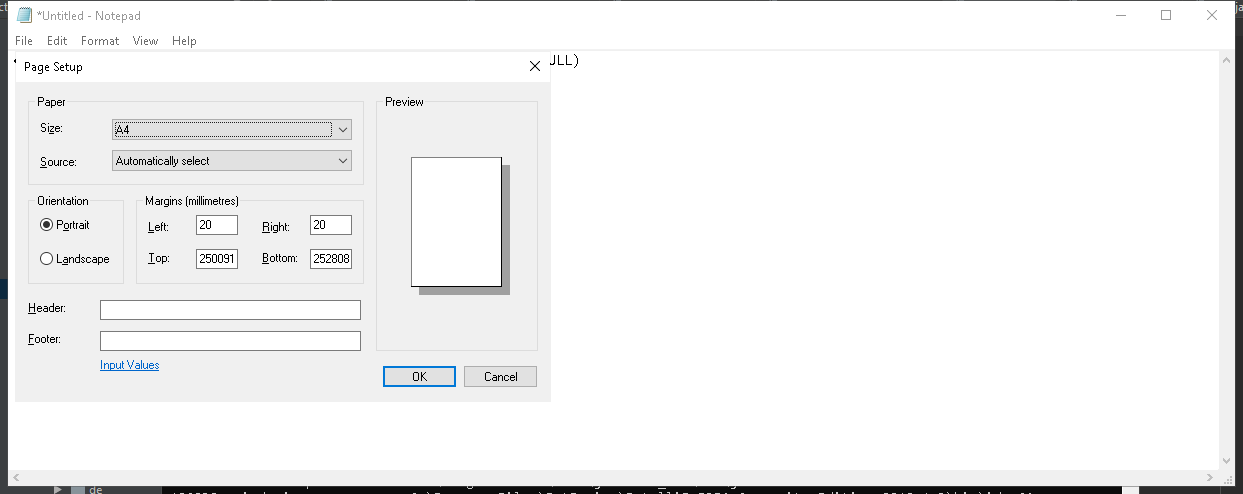 *Untitled - Notepad
File Edit Format View Help
ULL)
Page Setup
Paper
Size: A4
Source: Automatically select
Orientation
Portrait
Landscape
Margins (millimetres)
Left: 20 Right: 20
Top: 250091 Bottom: 252808
Header:
Footer:
Input Values
Preview
OK Cancel
de